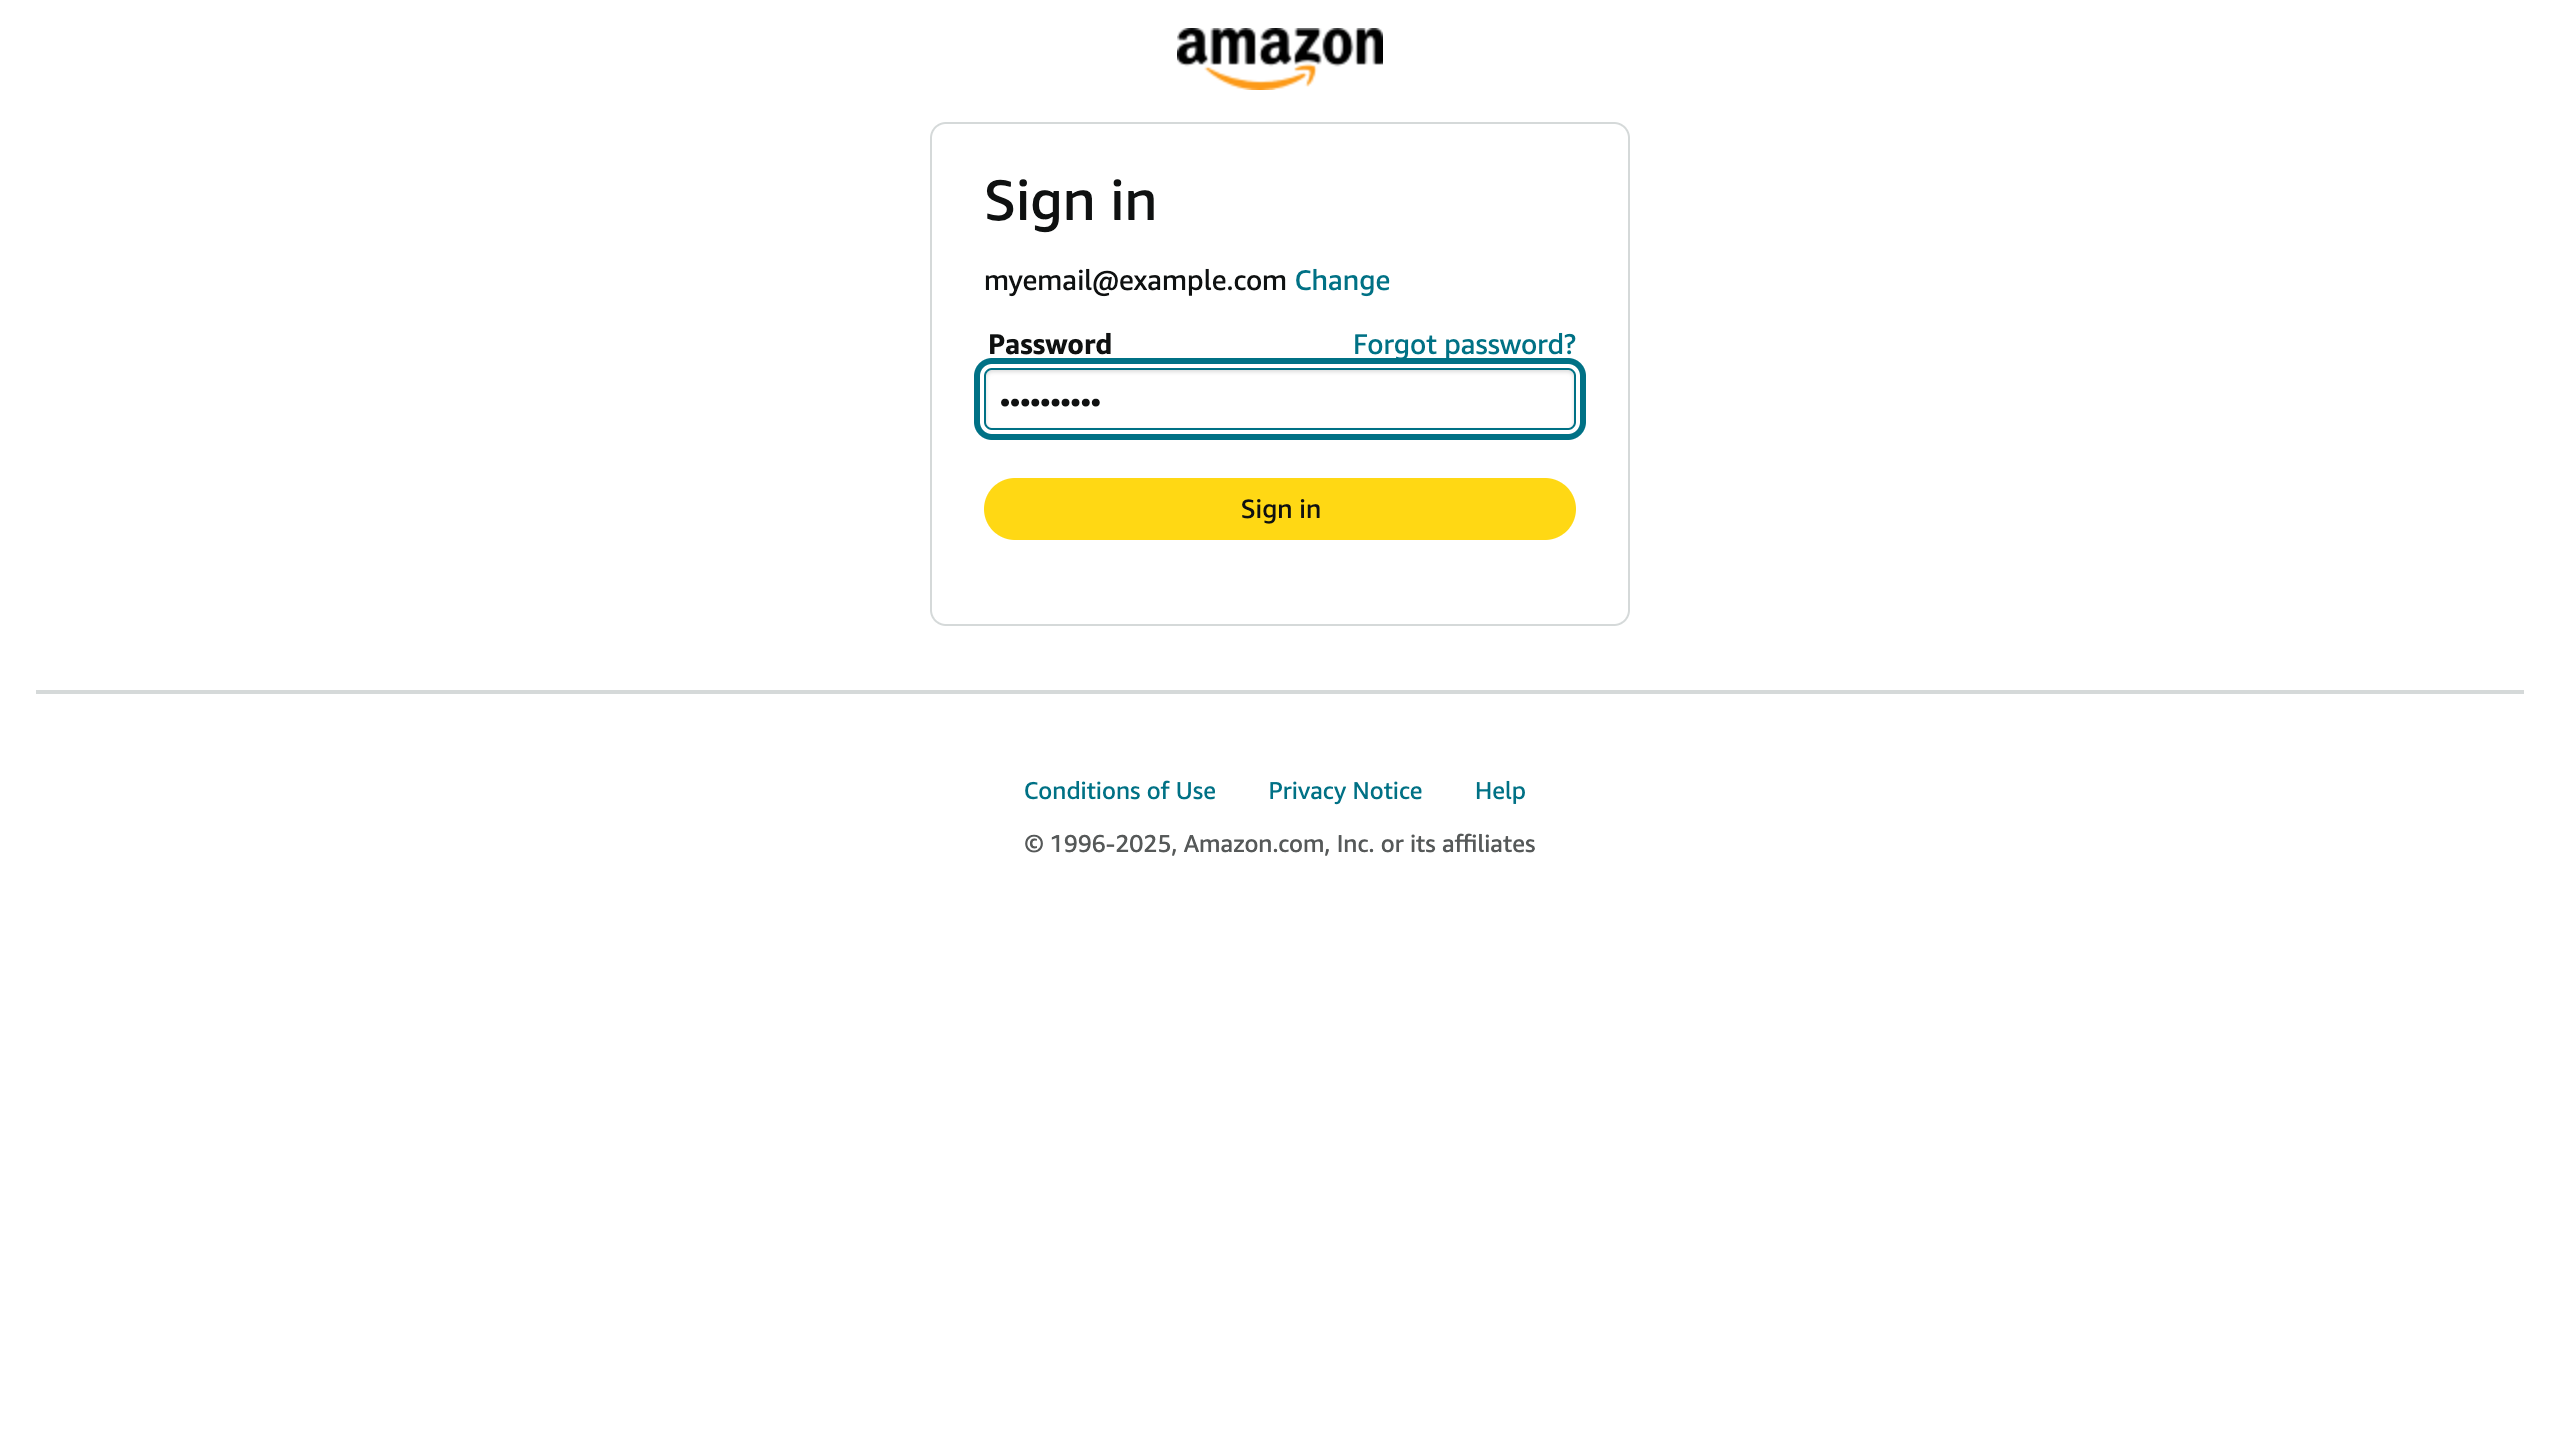 amazon
Sign in
myemail@example.com Change
Password Forgot password?
••••••••••
Sign in
Conditions of Use Privacy Notice Help
© 1996-2025, Amazon.com, Inc. or its affiliates